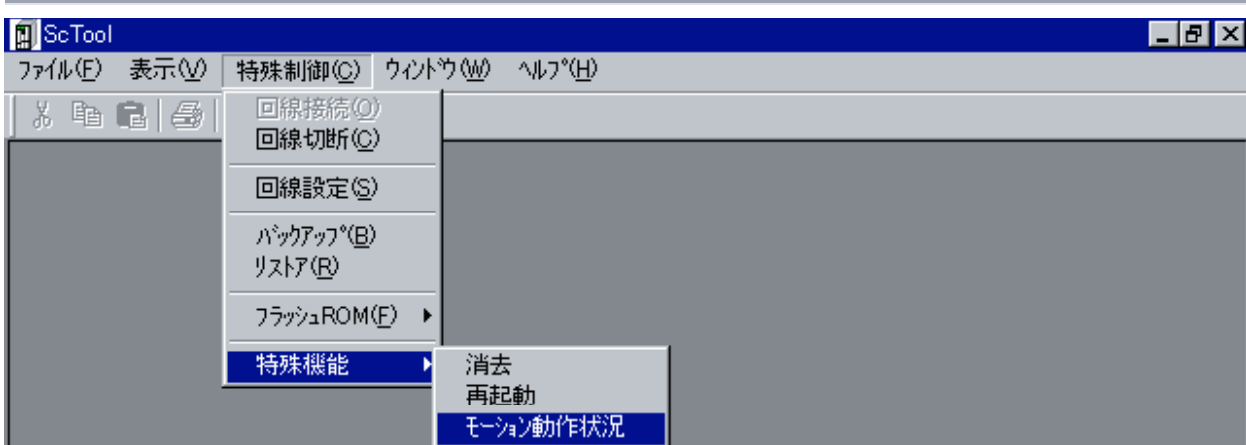 ScTool
ﾌｧｲﾙ(F) 表示(V) 特殊制御(C) ｳｨﾝﾄﾞｳ(W) ﾍﾙﾌﾟ(H)
回線接続(O)
回線切断(C)
回線設定(S)
ﾊﾞｯｸｱｯﾌﾟ(B)
ﾘｽﾄｱ(R)
ﾌﾗｯｼｭROM(F)
特殊機能
消去
再起動
ﾓｰｼｮﾝ動作状況